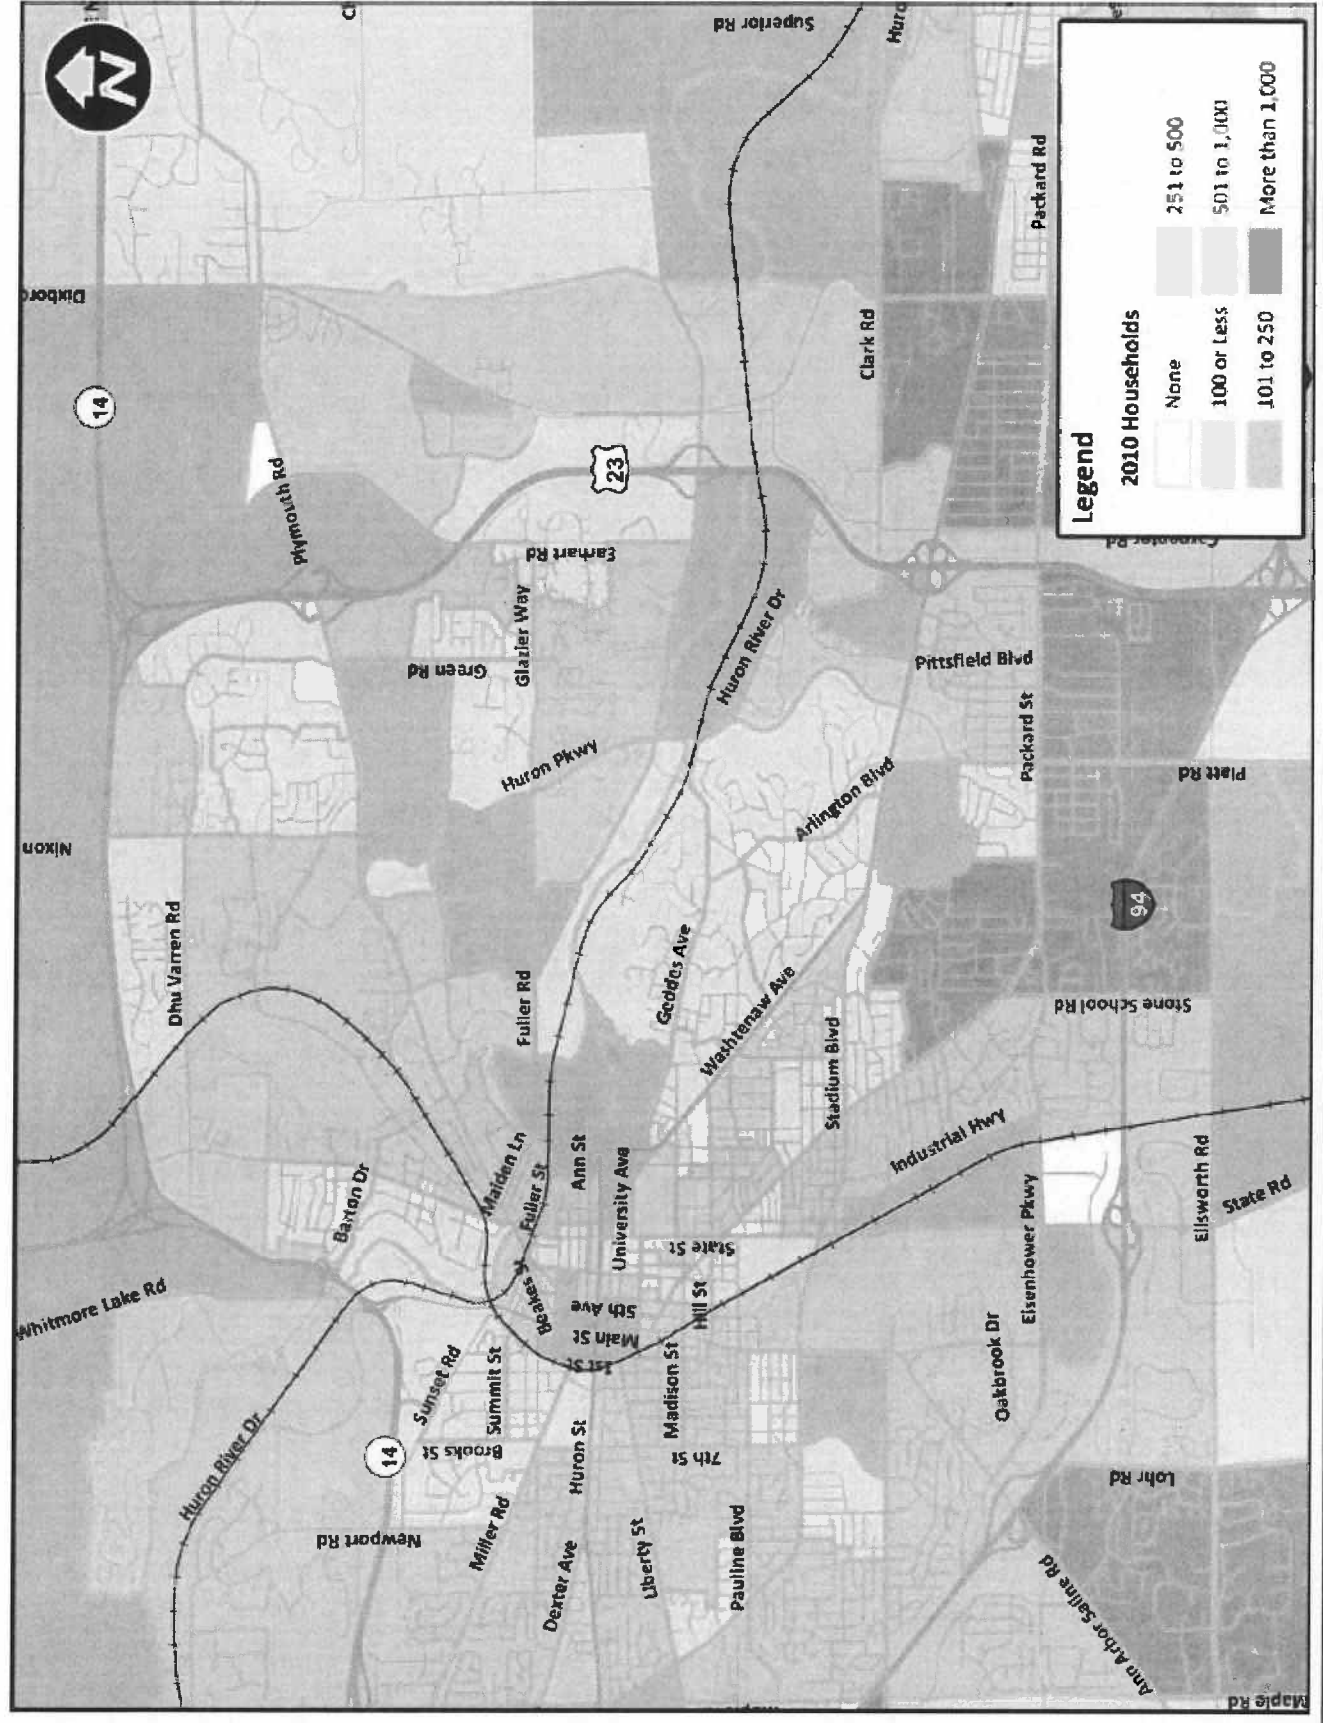 N
14
Nixon
Dixboro
Superior Rd
Whitmore Lake Rd
Dhu Varren Rd
Plymouth Rd
Barton Dr
Huron River Dr
14
Newport Rd
Sunset Rd
Summit St
Brooks St
Miller Rd
Maiden Ln
Fuller St
Fuller Rd
Beakes St
Green Rd
Glazier Way
Earhart Rd
23
Huron Pkwy
Huron River Dr
Ann St
5th Ave
Main St
1st St
Huron St
Dexter Ave
University Ave
State St
Hill St
Madison St
7th St
Liberty St
Pauline Blvd
Geddes Ave
Washtenaw Ave
Arlington Blvd
Stadium Blvd
Clark Rd
Pittsfield Blvd
Packard St
Packard Rd
Platt Rd
Carpenter Rd
Industrial Hwy
Stone School Rd
94
Eisenhower Pkwy
Oakbrook Dr
Ellsworth Rd
State Rd
Lohr Rd
Ann Arbor Saline Rd
Maple Rd
Legend
2010 Households
None
100 or Less
101 to 250
251 to 500
501 to 1,000
More than 1,000